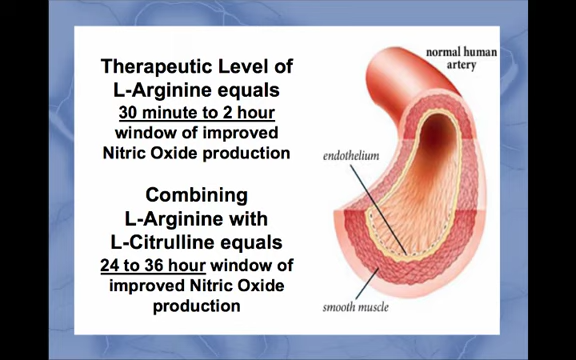 Therapeutic Level of
L-Arginine equals
30 minute to 2 hour
window of improved
Nitric Oxide production
Combining
L-Arginine with
L-Citrulline equals
24 to 36 hour window of
improved Nitric Oxide
production
normal human
artery
endothelium
smooth muscle